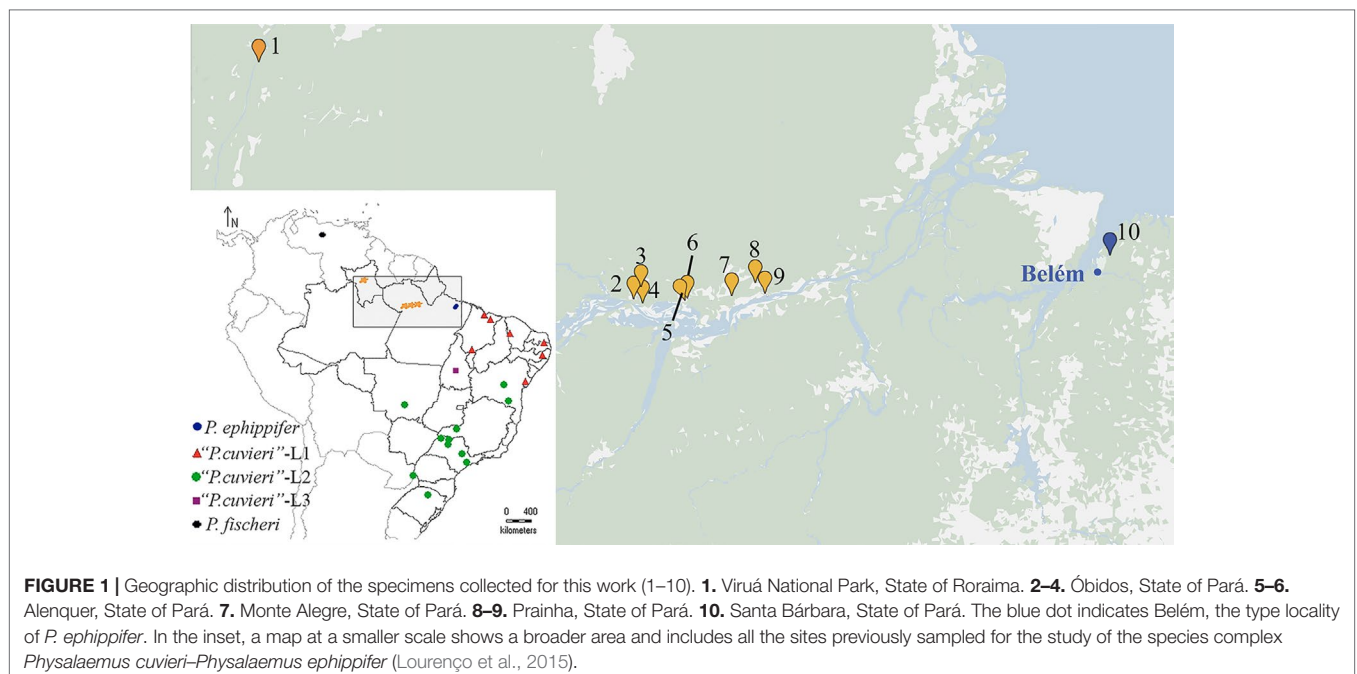 1
6
3
8
10
7
2
4
9
Belém
5
N
P. ephippifer
"P.cuvieri"-L1
"P.cuvieri"-L2
"P.cuvieri"-L3
P. fischeri
0 400
kilometers
FIGURE 1 | Geographic distribution of the specimens collected for this work (1–10). 1. Viruá National Park, State of Roraima. 2–4. Óbidos, State of Pará. 5–6.
Alenquer, State of Pará. 7. Monte Alegre, State of Pará. 8–9. Prainha, State of Pará. 10. Santa Bárbara, State of Pará. The blue dot indicates Belém, the type locality
of P. ephippifer. In the inset, a map at a smaller scale shows a broader area and includes all the sites previously sampled for the study of the species complex
Physalaemus cuvieri–Physalaemus ephippifer (Lourenço et al., 2015).